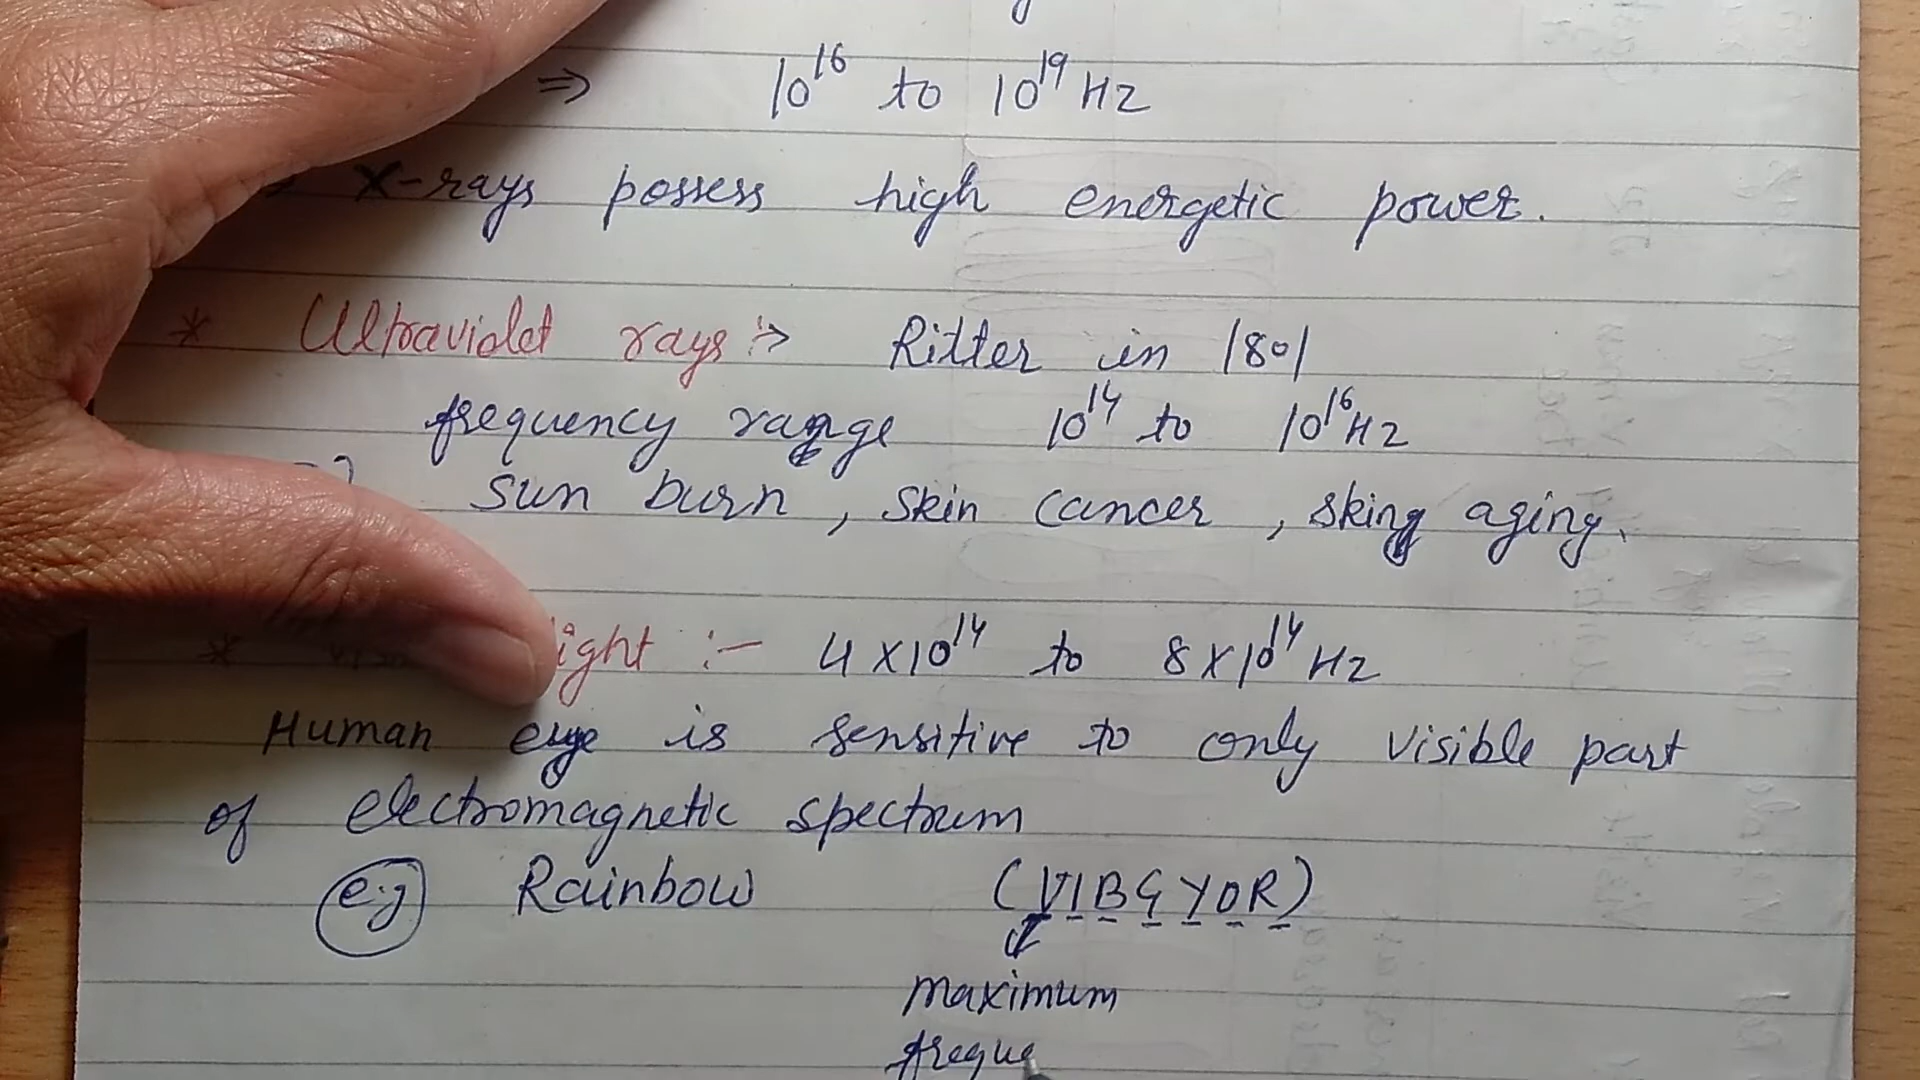 ⇒ 10^16 to 10^19 Hz
X-rays possess high energetic power.
* Ultraviolet rays :→ Ritter in 1801
frequency range 10^14 to 10^16 Hz
sun burn, skin cancer, sking aging.
* light :- 4×10^14 to 8×10^14 Hz
Human eye is sensitive to only visible part
of electromagnetic spectrum
e.g Rainbow (VIBGYOR)
maximum
freque